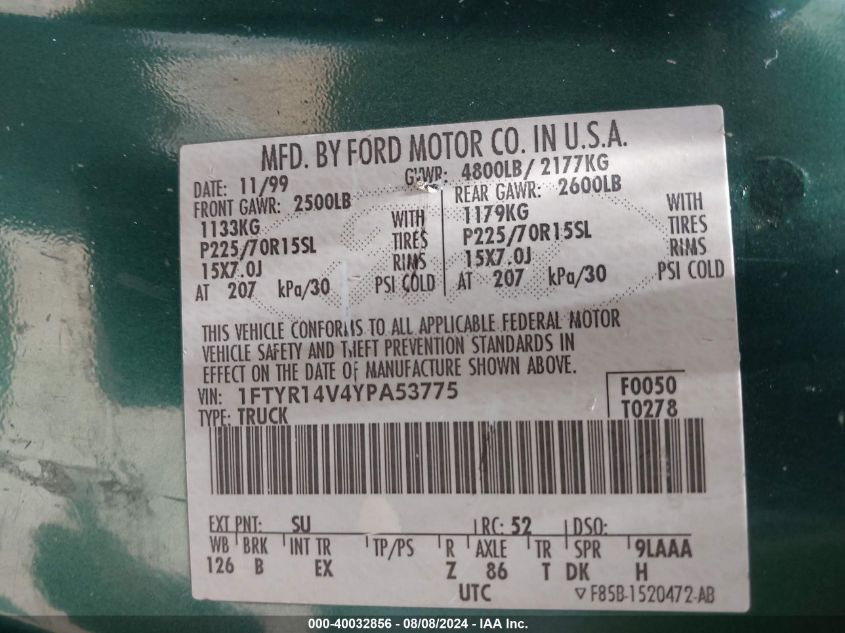 MFD. BY FORD MOTOR CO. IN U.S.A.
DATE: 11/99 GVWR: 4800LB/ 2177KG
FRONT GAWR: 2500LB REAR GAWR: 2600LB
1133KG WITH 1179KG WITH
P225/70R15SL TIRES P225/70R15SL TIRES
15X7.0J RIMS 15X7.0J RIMS
AT 207 kPa/30 PSI COLD AT 207 kPa/30 PSI COLD
THIS VEHICLE CONFORMS TO ALL APPLICABLE FEDERAL MOTOR
VEHICLE SAFETY AND THEFT PREVENTION STANDARDS IN
EFFECT ON THE DATE OF MANUFACTURE SHOWN ABOVE.
VIN: 1FTYR14V4YPA53775 F0050
TYPE: TRUCK T0278
EXT PNT: SU RC: 52 DSO:
WB BRK INT TR TP/PS R AXLE TR SPR 9LAAA
126 B EX Z 86 T DK H
UTC ▽ F85B-1520472-AB
000-40032856 - 08/08/2024 - IAA Inc.